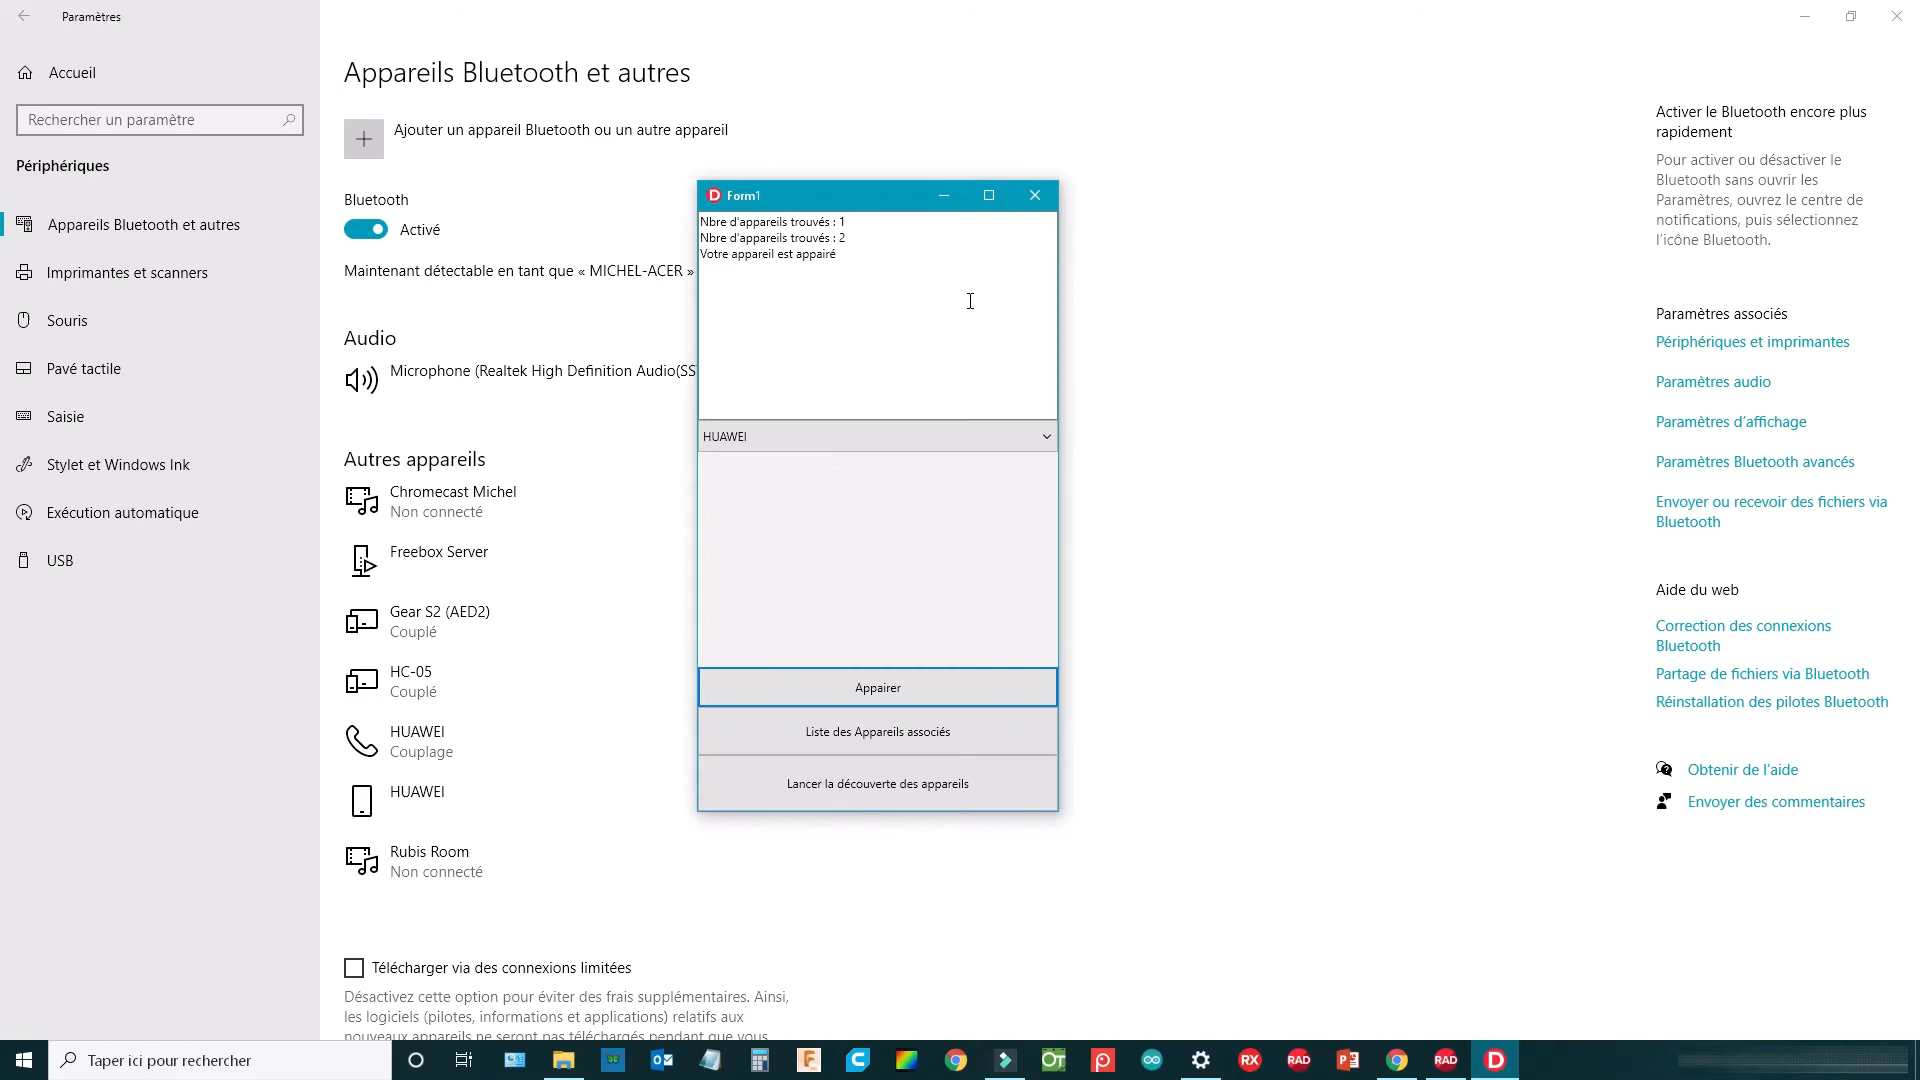 Paramètres
Accueil
Rechercher un paramètre
Périphériques
Appareils Bluetooth et autres
Imprimantes et scanners
Souris
Pavé tactile
Saisie
Stylet et Windows Ink
Exécution automatique
USB
Appareils Bluetooth et autres
Ajouter un appareil Bluetooth ou un autre appareil
Bluetooth
Activé
Maintenant détectable en tant que « MICHEL-ACER »
Audio
Microphone (Realtek High Definition Audio(SS
Autres appareils
Chromecast Michel
Non connecté
Freebox Server
Gear S2 (AED2)
Couplé
HC-05
Couplé
HUAWEI
Couplage
HUAWEI
Rubis Room
Non connecté
Télécharger via des connexions limitées
Désactivez cette option pour éviter des frais supplémentaires. Ainsi,
les logiciels (pilotes, informations et applications) relatifs aux
nouveaux appareils ne seront pas téléchargés pendant que vous
D Form1
Nbre d'appareils trouvés : 1
Nbre d'appareils trouvés : 2
Votre appareil est appairé
HUAWEI
Appairer
Liste des Appareils associés
Lancer la découverte des appareils
Activer le Bluetooth encore plus
rapidement
Pour activer ou désactiver le
Bluetooth sans ouvrir les
Paramètres, ouvrez le centre de
notifications, puis sélectionnez
l'icône Bluetooth.
Paramètres associés
Périphériques et imprimantes
Paramètres audio
Paramètres d'affichage
Paramètres Bluetooth avancés
Envoyer ou recevoir des fichiers via
Bluetooth
Aide du web
Correction des connexions
Bluetooth
Partage de fichiers via Bluetooth
Réinstallation des pilotes Bluetooth
Obtenir de l'aide
Envoyer des commentaires
Taper ici pour rechercher
RX
RAD
RAD
D